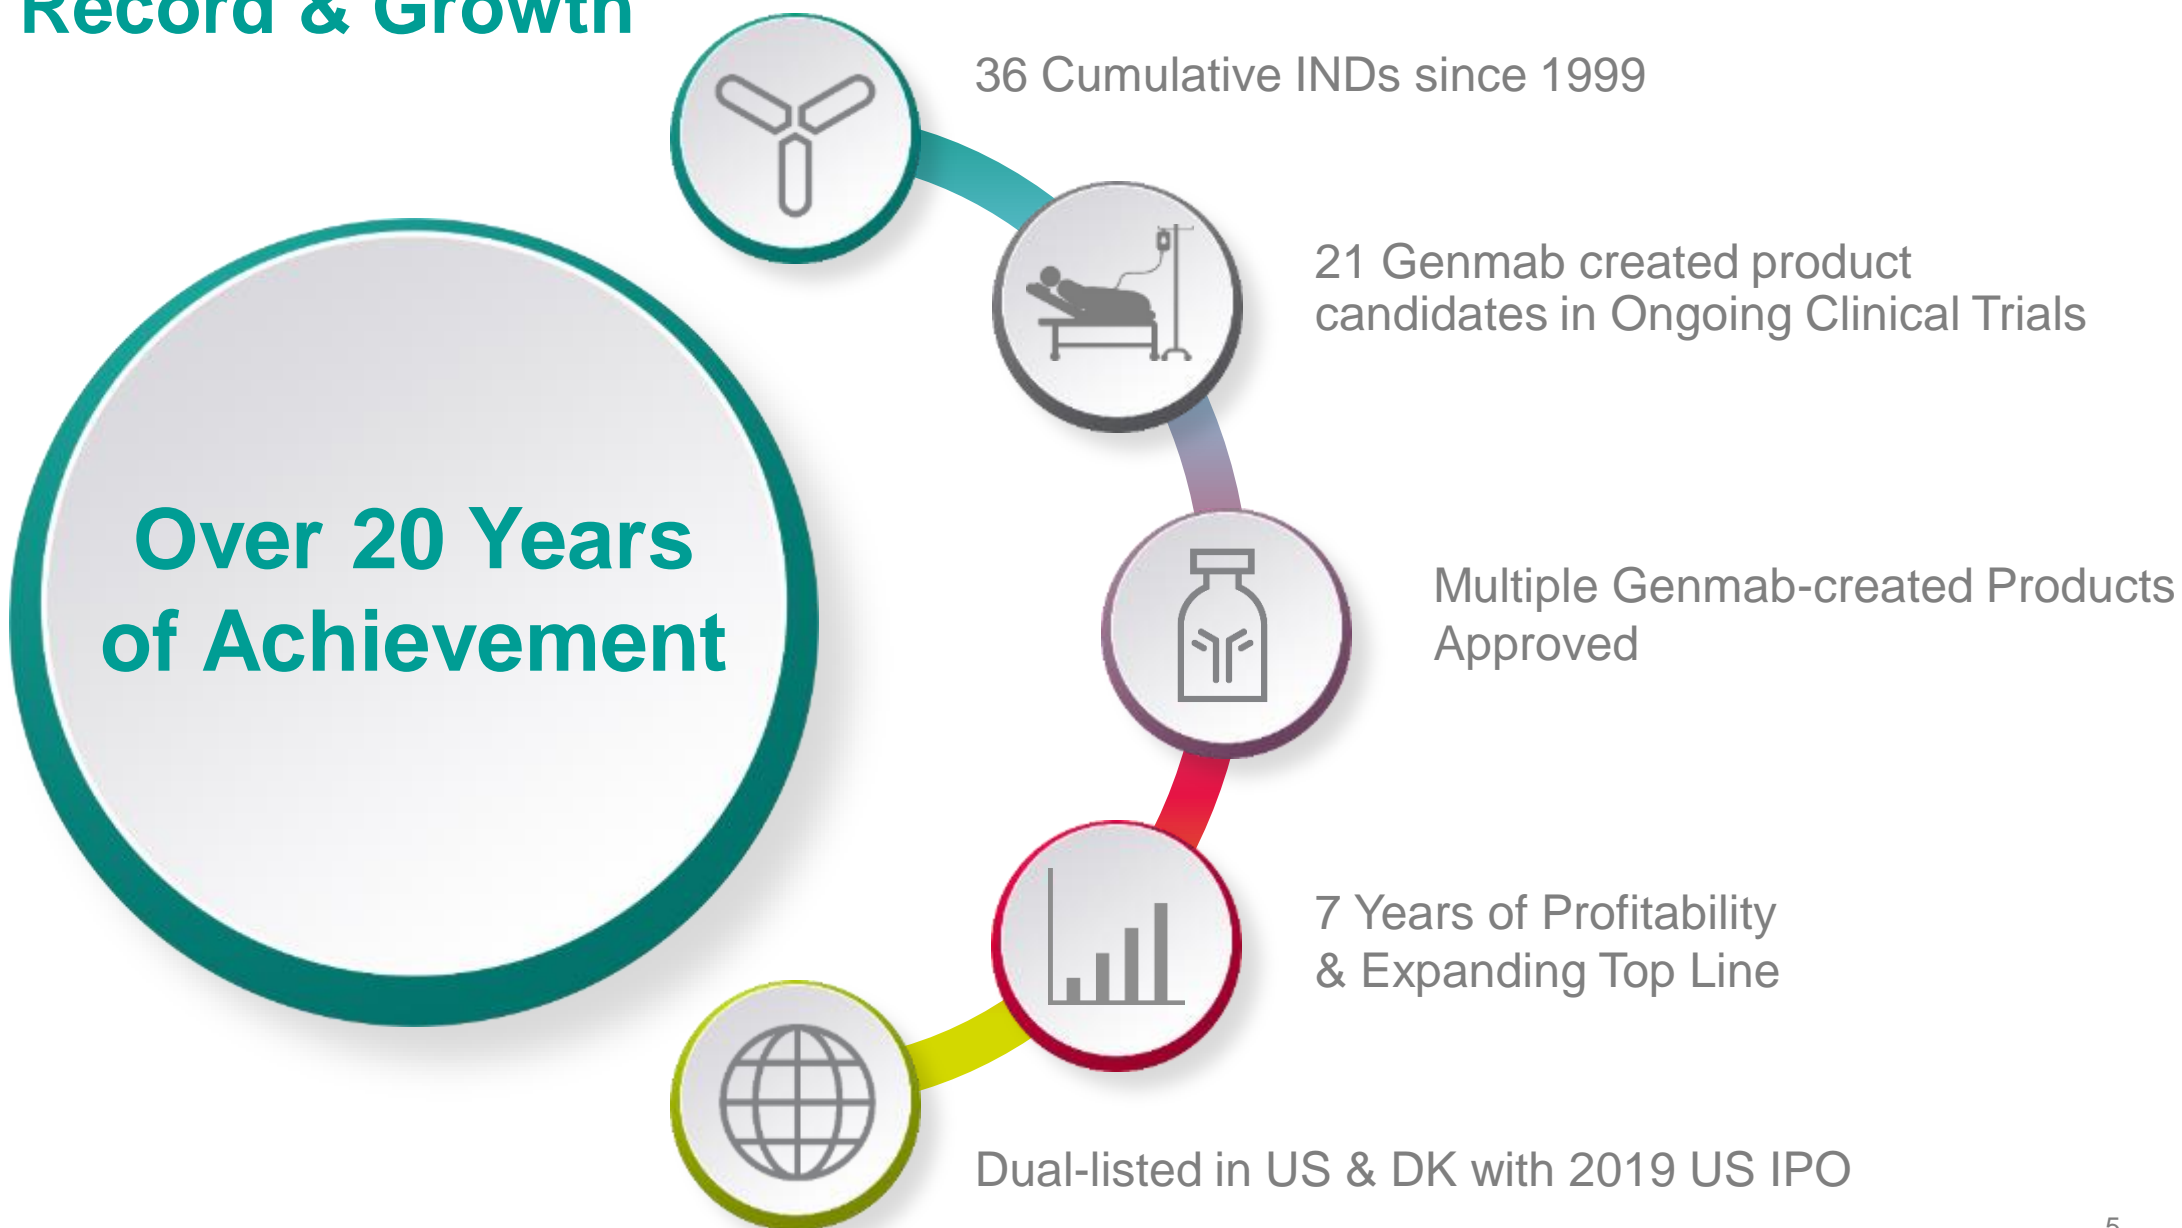 Record & Growth
36 Cumulative INDs since 1999
21 Genmab created product
candidates in Ongoing Clinical Trials
Over 20 Years
of Achievement
Multiple Genmab-created Products
Approved
7 Years of Profitability
& Expanding Top Line
Dual-listed in US & DK with 2019 US IPO
5